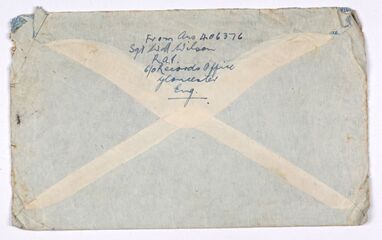 From Aus 406376
Sgt W A Wilson
R.A.F.
c/o Records Office
Gloucester
Eng.